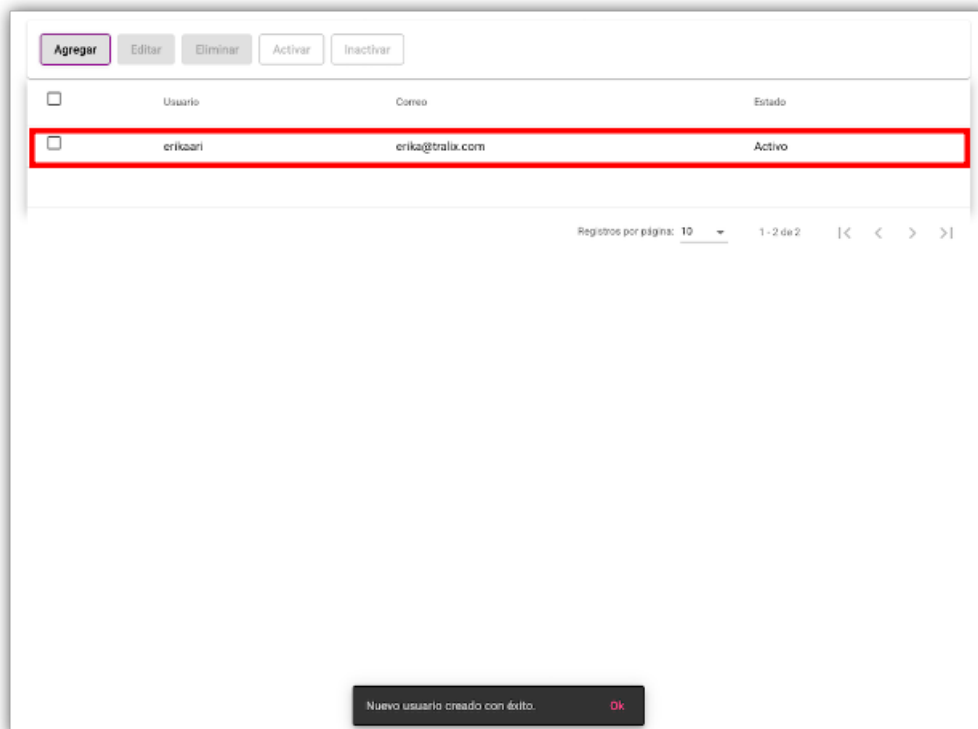 Agregar Editar Eliminar Activar Inactivar
Usuario Correo Estado
erikaari erika@tralix.com Activo
Registros por página: 10 1 - 2 de 2
Nuevo usuario creado con éxito. Ok